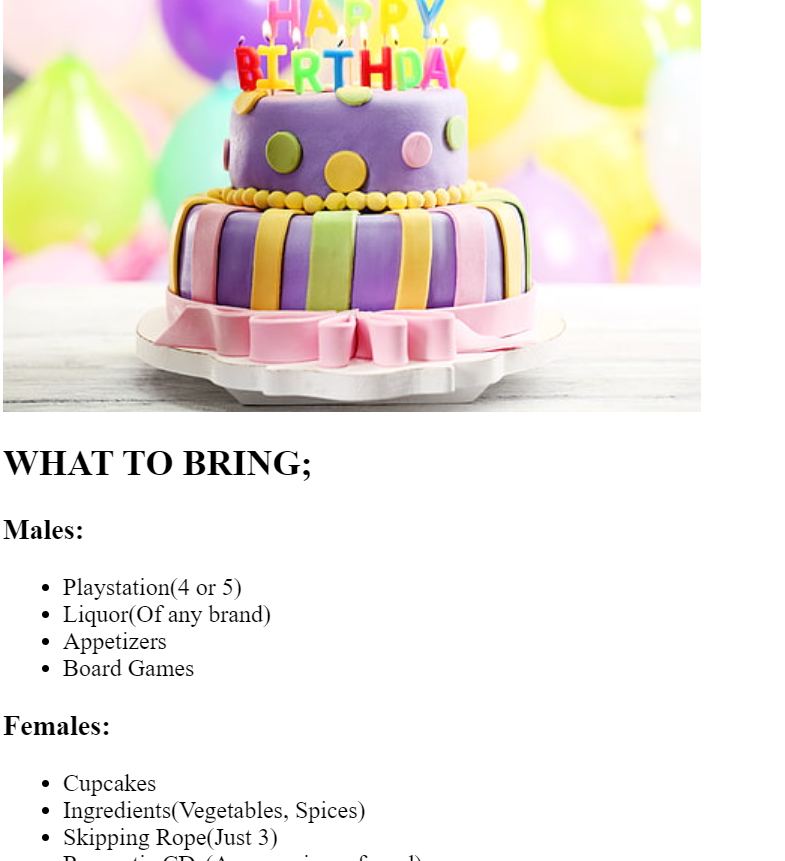 HAPPY
BIRTHDAY
WHAT TO BRING;
Males:
Playstation(4 or 5)
Liquor(Of any brand)
Appetizers
Board Games
Females:
Cupcakes
Ingredients(Vegetables, Spices)
Skipping Rope(Just 3)